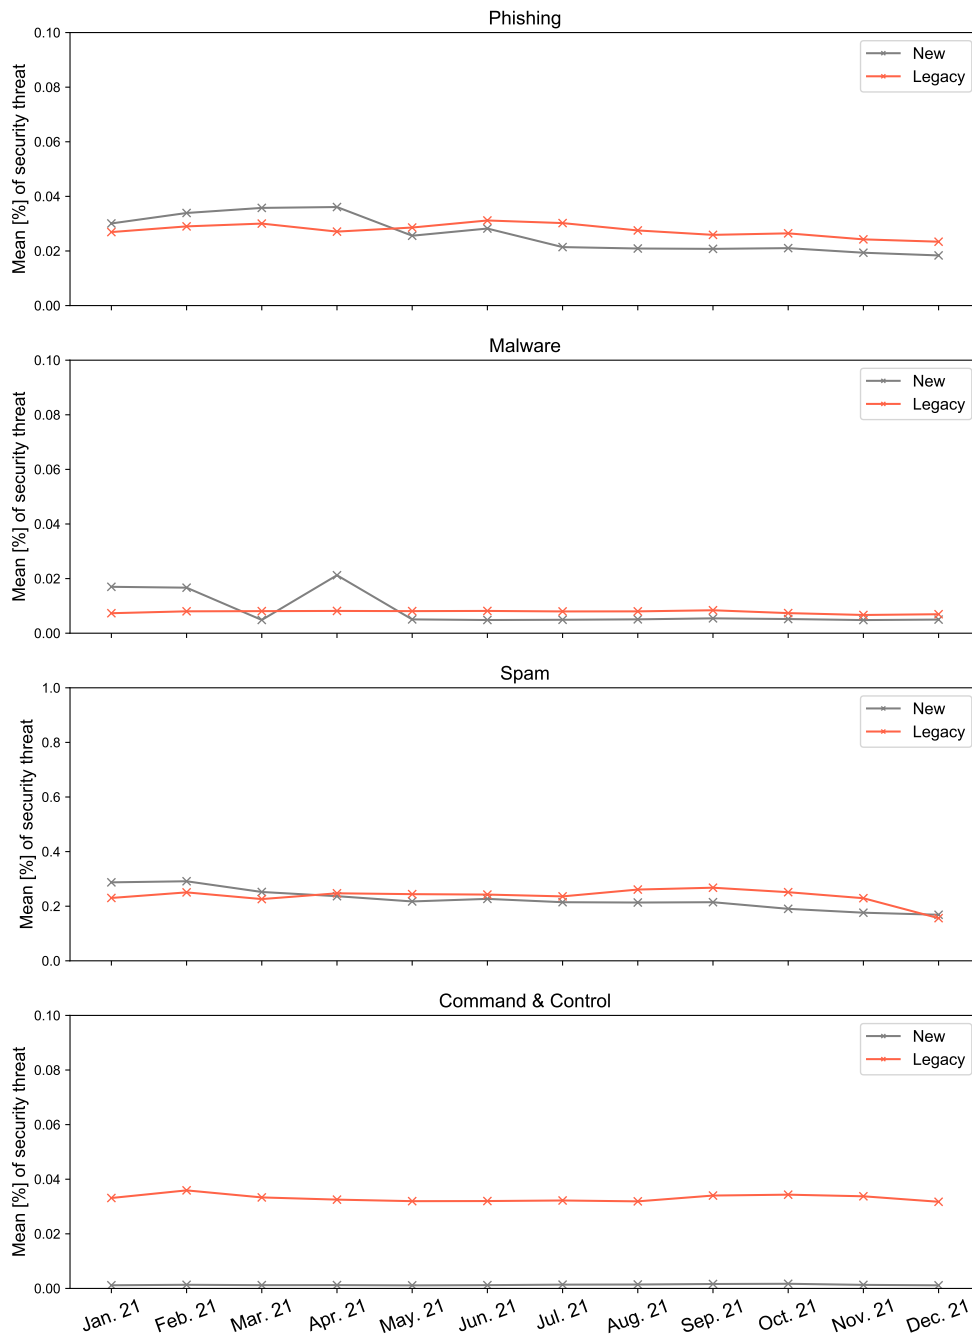 Phishing
Mean [%] of security threat
0.10
0.08
0.06
0.04
0.02
0.00
New
Legacy
Malware
Mean [%] of security threat
0.10
0.08
0.06
0.04
0.02
0.00
New
Legacy
Spam
Mean [%] of security threat
1.0
0.8
0.6
0.4
0.2
0.0
New
Legacy
Command & Control
Mean [%] of security threat
0.10
0.08
0.06
0.04
0.02
0.00
New
Legacy
Jan. 21
Feb. 21
Mar. 21
Apr. 21
May. 21
Jun. 21
Jul. 21
Aug. 21
Sep. 21
Oct. 21
Nov. 21
Dec. 21